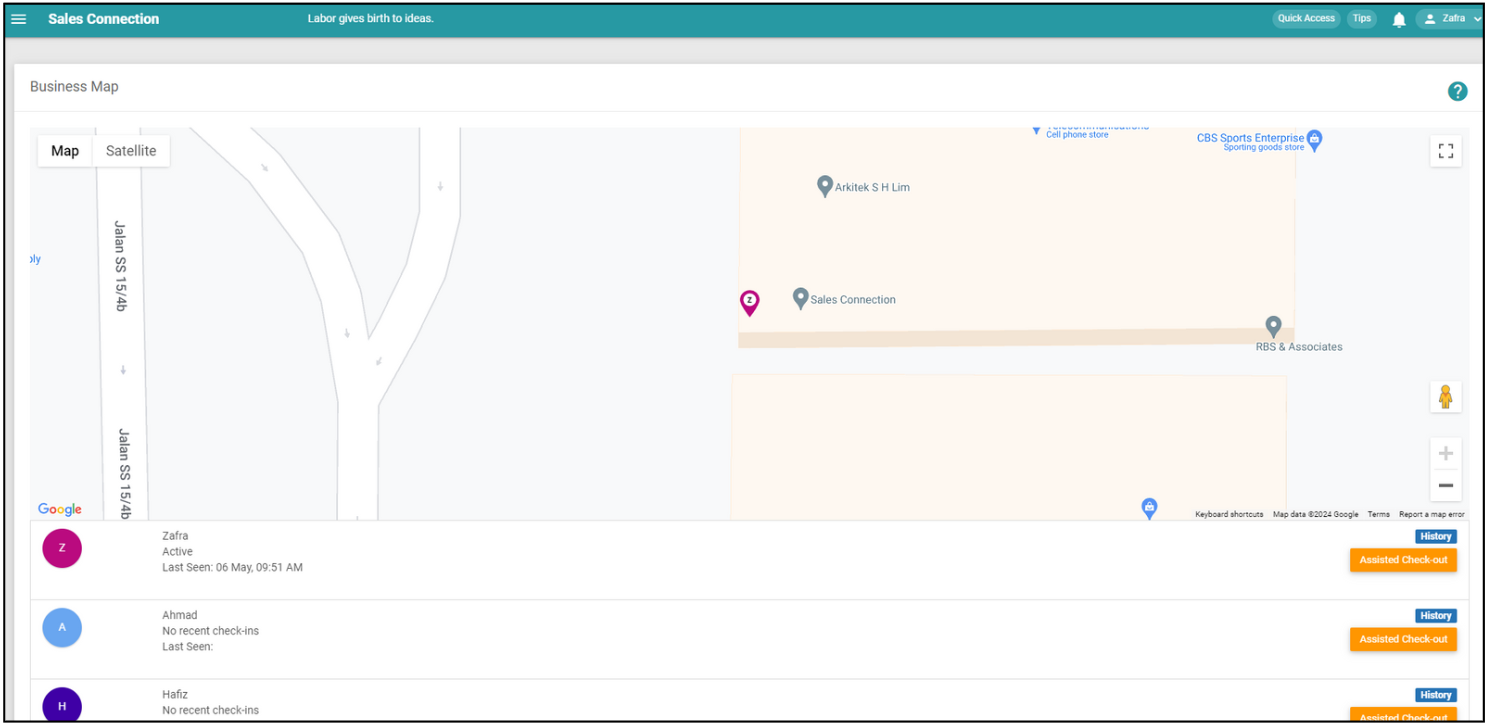 Sales Connection
Labor gives birth to ideas.
Quick Access
Tips
Zafra
Business Map
?
Map
Satellite
Cell phone store
CBS Sports Enterprise
Sporting goods store
Arkitek S H Lim
Jalan SS 15/4b
ply
Z
Sales Connection
RBS & Associates
Jalan SS 15/4b
Google
Keyboard shortcuts
Map data ©2024 Google
Terms
Report a map error
Z
Zafra
Active
Last Seen: 06 May, 09:51 AM
History
Assisted Check-out
A
Ahmad
No recent check-ins
Last Seen:
History
Assisted Check-out
H
Hafiz
No recent check-ins
History
Assisted Check-out